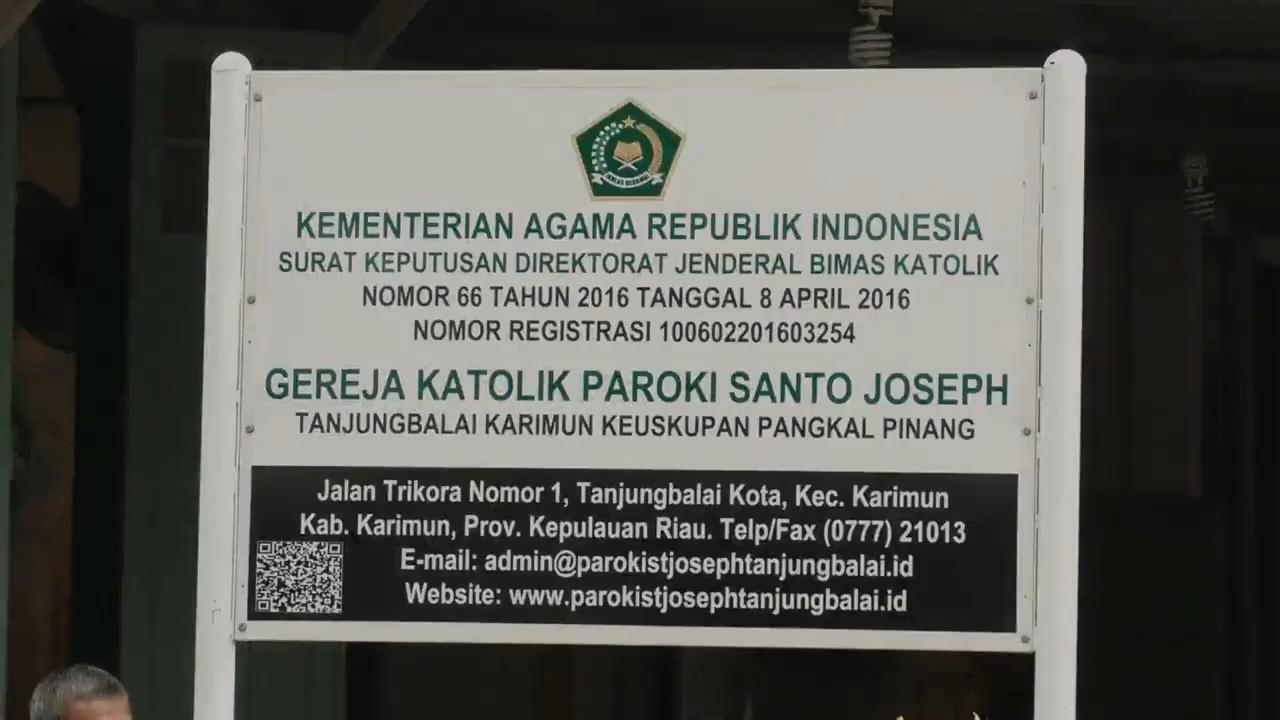 IKHLAS BERAMAL
KEMENTERIAN AGAMA REPUBLIK INDONESIA
SURAT KEPUTUSAN DIREKTORAT JENDERAL BIMAS KATOLIK
NOMOR 66 TAHUN 2016 TANGGAL 8 APRIL 2016
NOMOR REGISTRASI 100602201603254
GEREJA KATOLIK PAROKI SANTO JOSEPH
TANJUNGBALAI KARIMUN KEUSKUPAN PANGKAL PINANG
Jalan Trikora Nomor 1, Tanjungbalai Kota, Kec. Karimun
Kab. Karimun, Prov. Kepulauan Riau. Telp/Fax (0777) 21013
E-mail: admin@parokistjosephtanjungbalai.id
Website: www.parokistjosephtanjungbalai.id